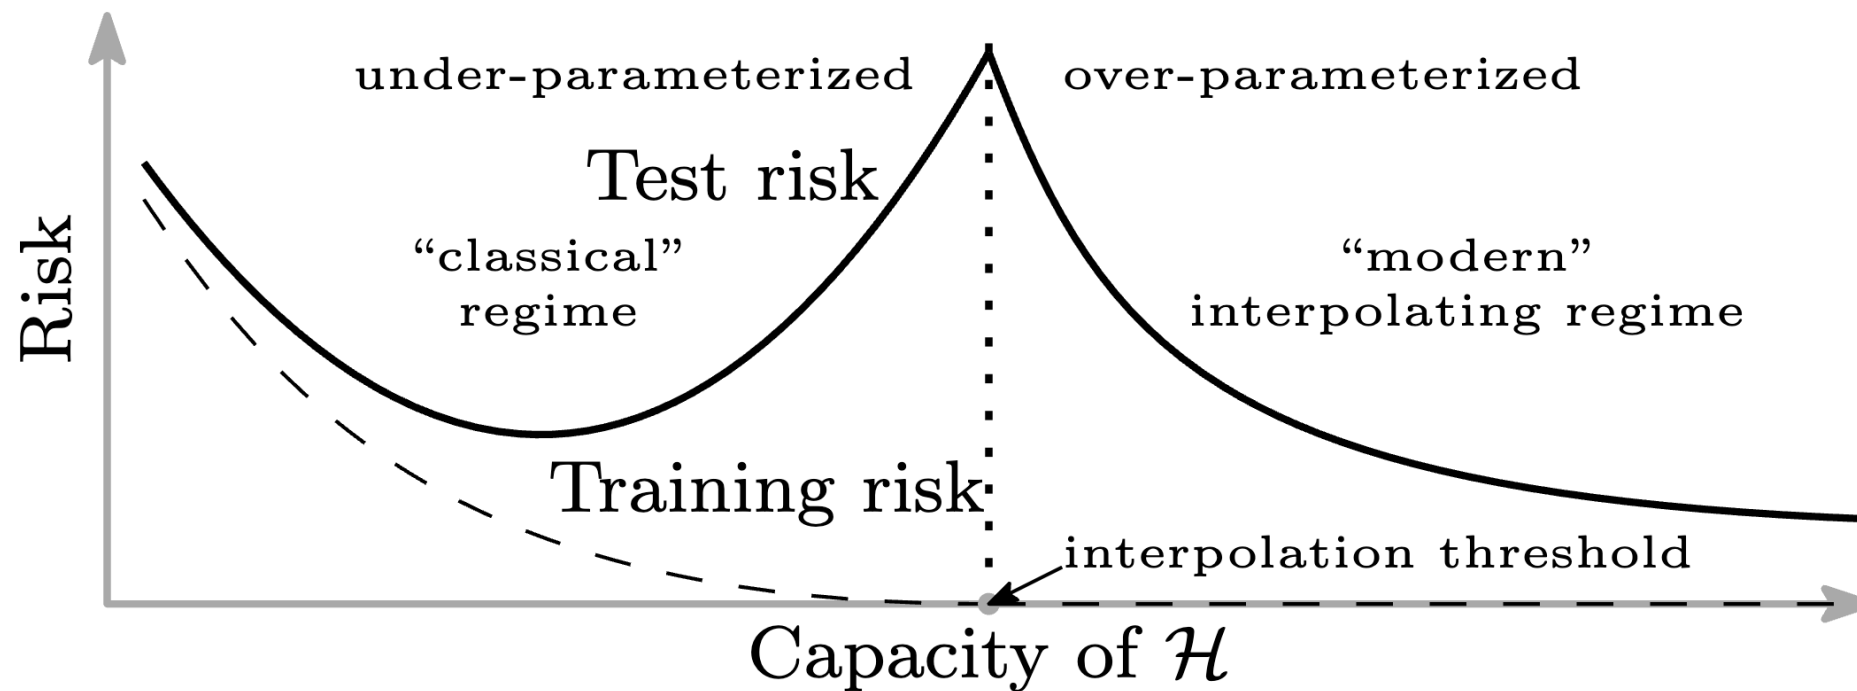 under-parameterized
over-parameterized
Test risk
“classical”
regime
“modern”
interpolating regime
Risk
Training risk
interpolation threshold
Capacity of ℋ